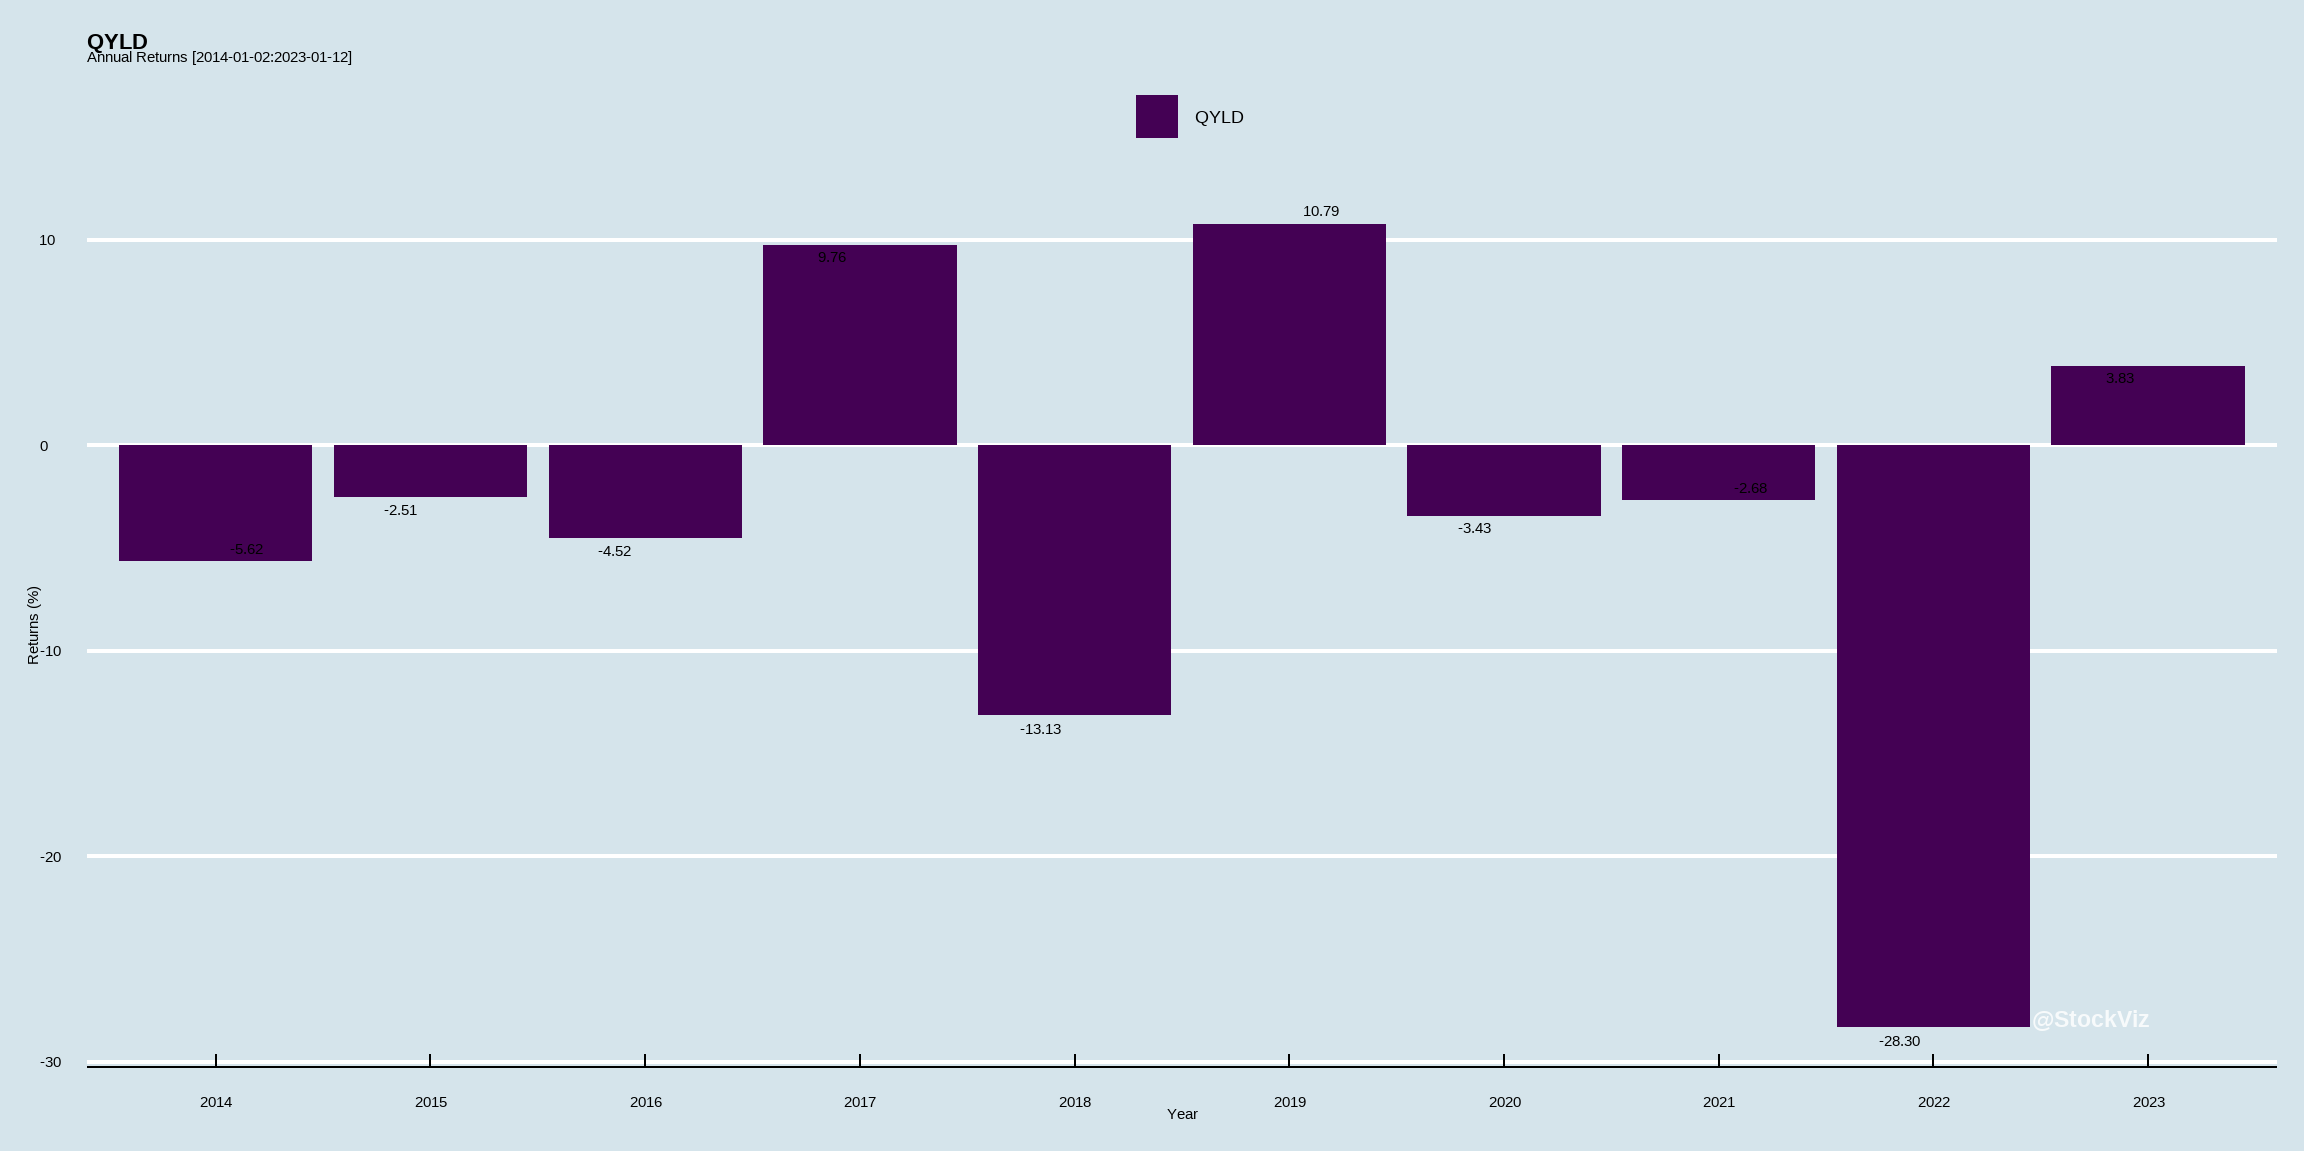 QYLD
Annual Returns [2014-01-02:2023-01-12]
QYLD
10.79
10
9.76
3.83
0
-2.68
-2.51
-3.43
-5.62
-4.52
Returns (%)
-10
-13.13
-20
@StockViz
-28.30
-30
2014 2015 2016 2017 2018 2019 2020 2021 2022 2023
Year